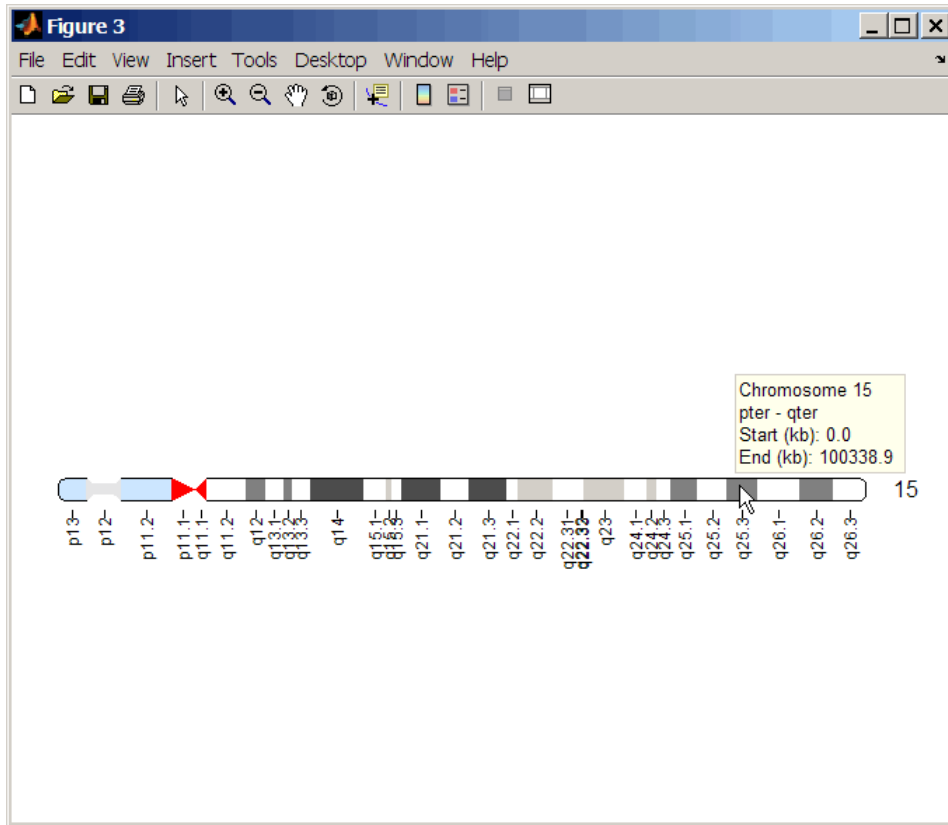 Figure 3
File Edit View Insert Tools Desktop Window Help
Chromosome 15
pter - qter
Start (kb): 0.0
End (kb): 100338.9
15
p13 p12 p11.2 p11.1 q11.1 q11.2 q12 q13.1 q13.2 q13.3 q14 q15.1 q15.2 q15.3 q21.1 q21.2 q21.3 q22.1 q22.2 q22.31 q22.33 q23 q24.1 q24.2 q24.3 q25.1 q25.2 q25.3 q26.1 q26.2 q26.3